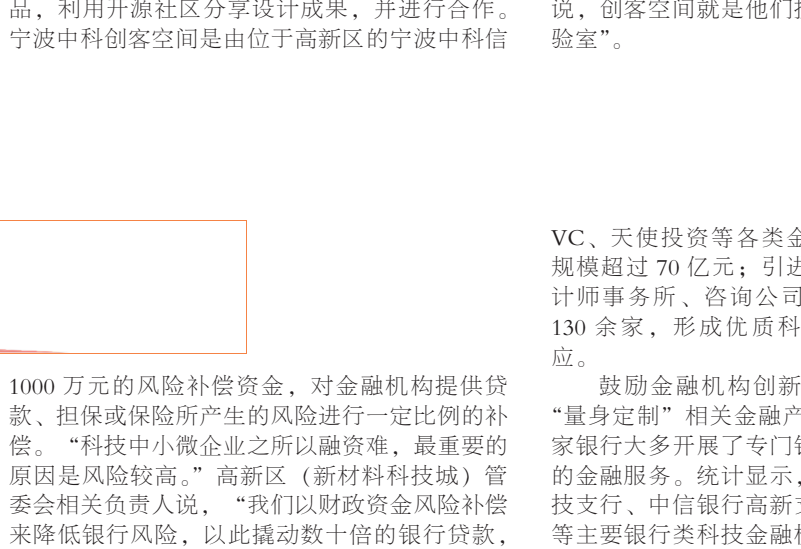 品，利用开源社区分享设计成果，并进行合作。
宁波中科创客空间是由位于高新区的宁波中科信
1000 万元的风险补偿资金，对金融机构提供贷
款、担保或保险所产生的风险进行一定比例的补
偿。“科技中小微企业之所以融资难，最重要的
原因是风险较高。”高新区（新材料科技城）管
委会相关负责人说，“我们以财政资金风险补偿
来降低银行风险，以此撬动数十倍的银行贷款，
说，创客空间就是他们
验室”。
VC、天使投资等各类金
规模超过 70 亿元；引进
计师事务所、咨询公司
130 余家，形成优质科
应。
鼓励金融机构创新
“量身定制”相关金融产
家银行大多开展了专门
的金融服务。统计显示，
技支行、中信银行高新支
等主要银行类科技金融机